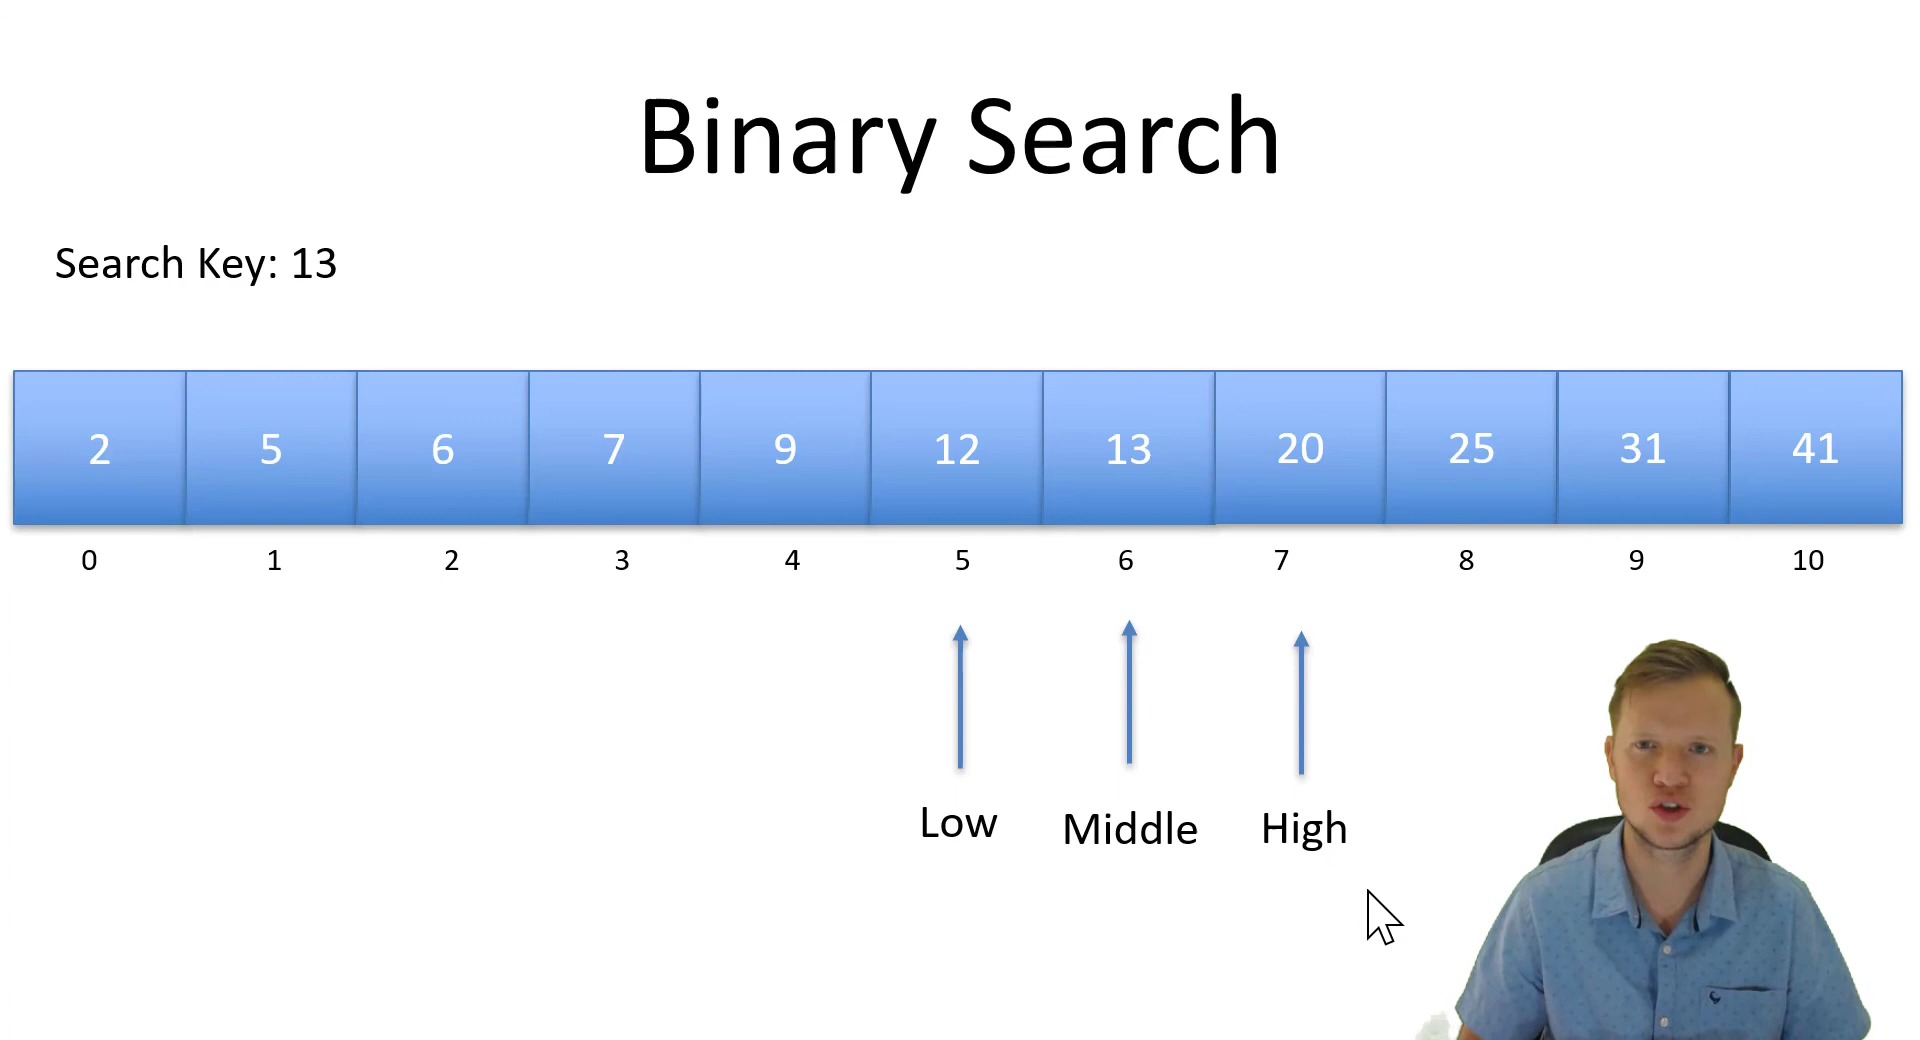 Binary Search
Search Key: 13
2 5 6 7 9 12 13 20 25 31 41
0 1 2 3 4 5 6 7 8 9 10
Low Middle High